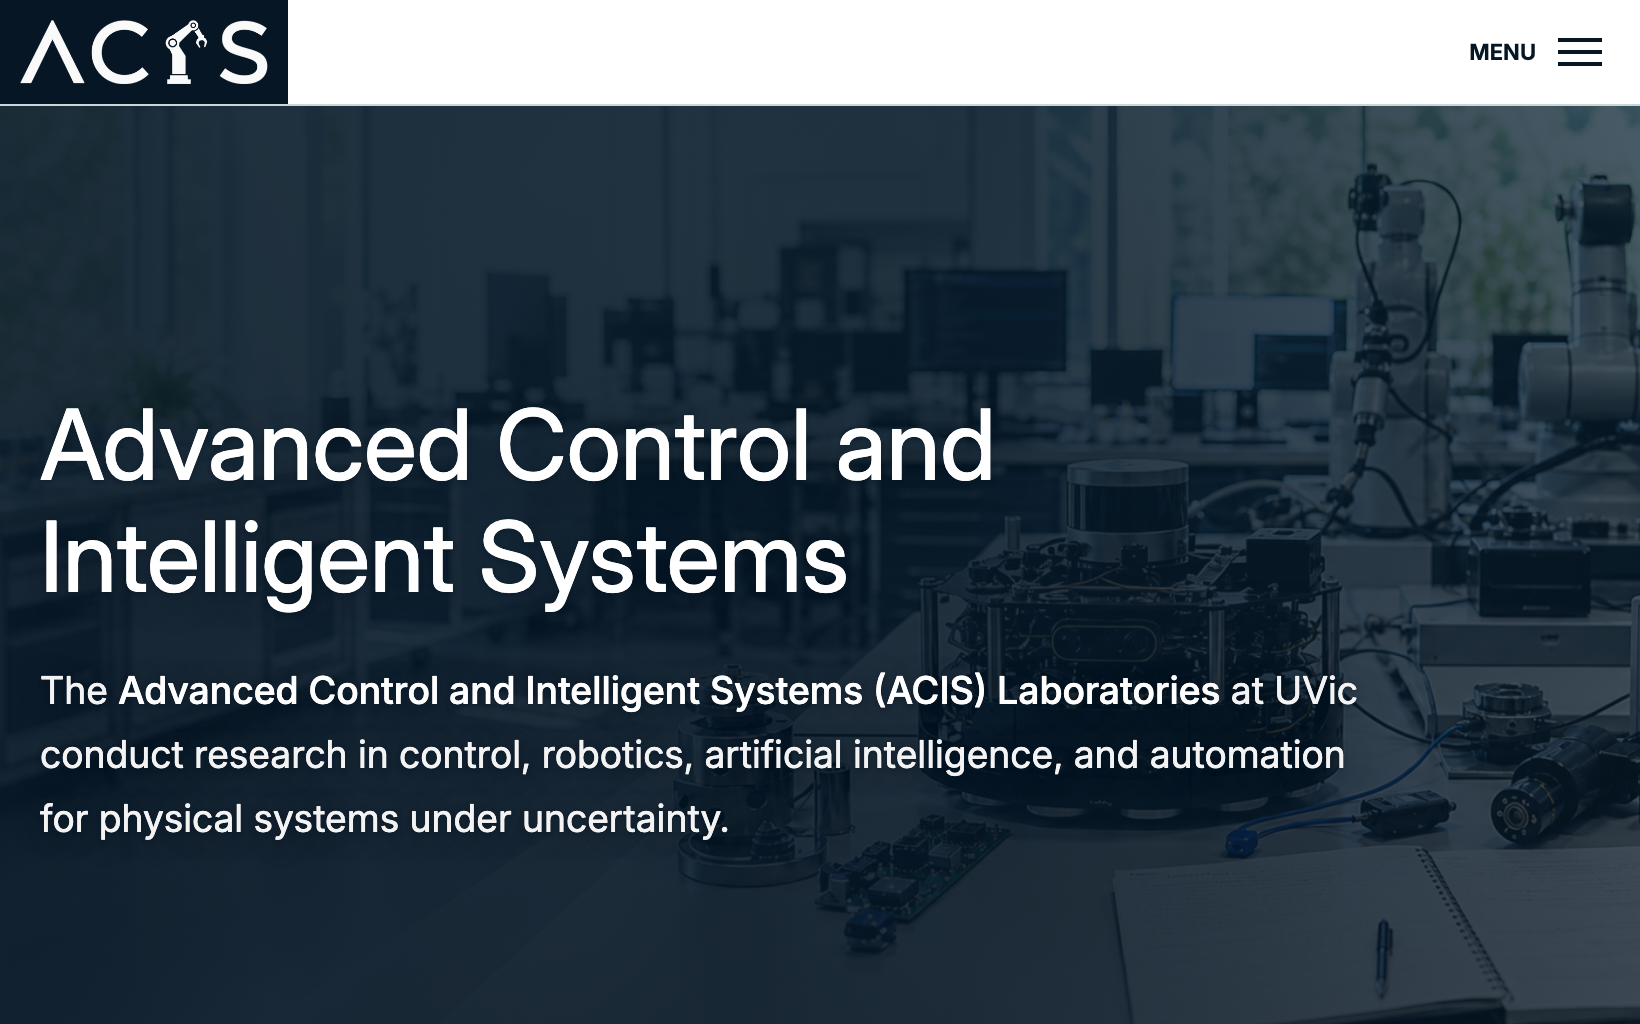 ACIS
MENU
Advanced Control and
Intelligent Systems
The Advanced Control and Intelligent Systems (ACIS) Laboratories at UVic
conduct research in control, robotics, artificial intelligence, and automation
for physical systems under uncertainty.